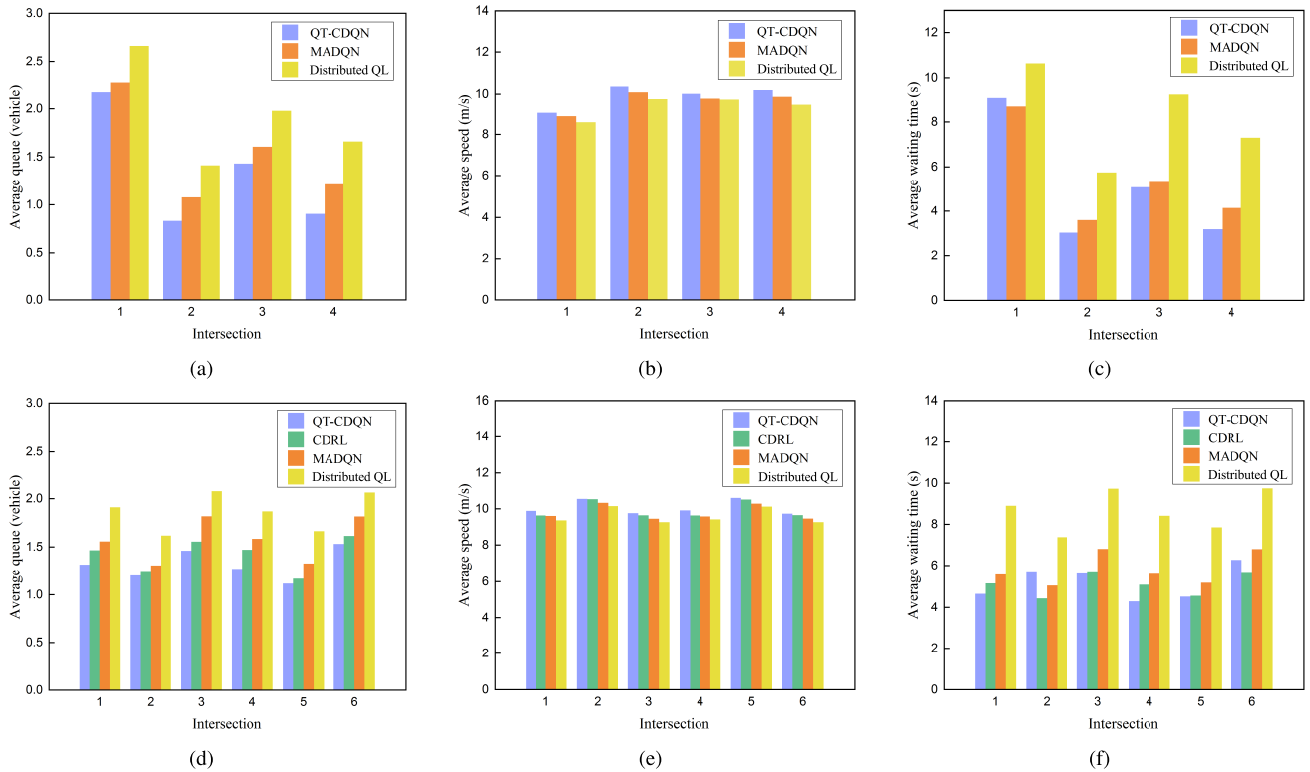 3.0
2.5
2.0
1.5
1.0
0.5
0.0
Average queue (vehicle)
QT-CDQN
MADQN
Distributed QL
1 2 3 4
Intersection
(a)
14
12
10
8
6
4
2
0
Average speed (m/s)
QT-CDQN
MADQN
Distributed QL
1 2 3 4
Intersection
(b)
12
10
8
6
4
2
0
Average waiting time (s)
QT-CDQN
MADQN
Distributed QL
1 2 3 4
Intersection
(c)
3.0
2.5
2.0
1.5
1.0
0.5
0.0
Average queue (vehicle)
QT-CDQN
CDRL
MADQN
Distributed QL
1 2 3 4 5 6
Intersection
(d)
16
14
12
10
8
6
4
2
0
Average speed (m/s)
QT-CDQN
CDRL
MADQN
Distributed QL
1 2 3 4 5 6
Intersection
(e)
14
12
10
8
6
4
2
0
Average waiting time (s)
QT-CDQN
CDRL
MADQN
Distributed QL
1 2 3 4 5 6
Intersection
(f)